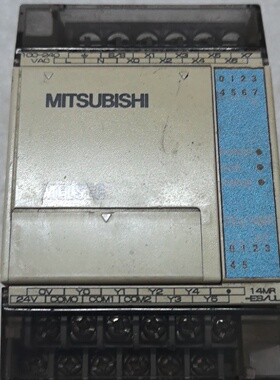 100-240 ⏚ S/S X1 X3 X5 X7
VAC L N X0 X2 X4 X6
0 1 2 3
4 5 6 7
MITSUBISHI
MELSEC
0 1 2 3
4 5
0V Y0 Y1 Y2 Y4 • 14MR
24V COM0 COM1 COM2 Y3 Y5 -ES/UL